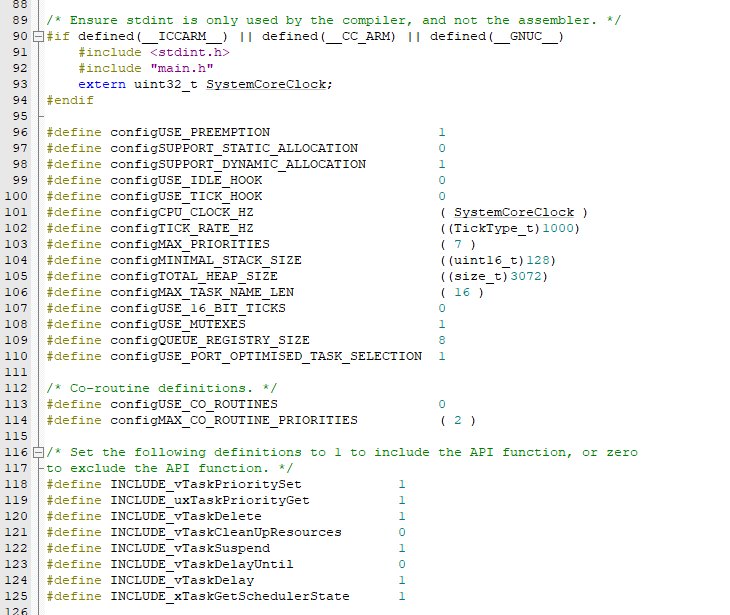 88
89 /* Ensure stdint is only used by the compiler, and not the assembler. */
90 #if defined(__ICCARM__) || defined(__CC_ARM) || defined(__GNUC__)
91     #include <stdint.h>
92     #include "main.h"
93     extern uint32_t SystemCoreClock;
94 #endif
95
96 #define configUSE_PREEMPTION                     1
97 #define configSUPPORT_STATIC_ALLOCATION          0
98 #define configSUPPORT_DYNAMIC_ALLOCATION         1
99 #define configUSE_IDLE_HOOK                      0
100 #define configUSE_TICK_HOOK                      0
101 #define configCPU_CLOCK_HZ                       ( SystemCoreClock )
102 #define configTICK_RATE_HZ                       ((TickType_t)1000)
103 #define configMAX_PRIORITIES                     ( 7 )
104 #define configMINIMAL_STACK_SIZE                 ((uint16_t)128)
105 #define configTOTAL_HEAP_SIZE                    ((size_t)3072)
106 #define configMAX_TASK_NAME_LEN                  ( 16 )
107 #define configUSE_16_BIT_TICKS                   0
108 #define configUSE_MUTEXES                        1
109 #define configQUEUE_REGISTRY_SIZE                8
110 #define configUSE_PORT_OPTIMISED_TASK_SELECTION  1
111
112 /* Co-routine definitions. */
113 #define configUSE_CO_ROUTINES                    0
114 #define configMAX_CO_ROUTINE_PRIORITIES          ( 2 )
115
116 /* Set the following definitions to 1 to include the API function, or zero
117 to exclude the API function. */
118 #define INCLUDE_vTaskPrioritySet            1
119 #define INCLUDE_uxTaskPriorityGet           1
120 #define INCLUDE_vTaskDelete                 1
121 #define INCLUDE_vTaskCleanUpResources       0
122 #define INCLUDE_vTaskSuspend                1
123 #define INCLUDE_vTaskDelayUntil             0
124 #define INCLUDE_vTaskDelay                  1
125 #define INCLUDE_xTaskGetSchedulerState      1
126